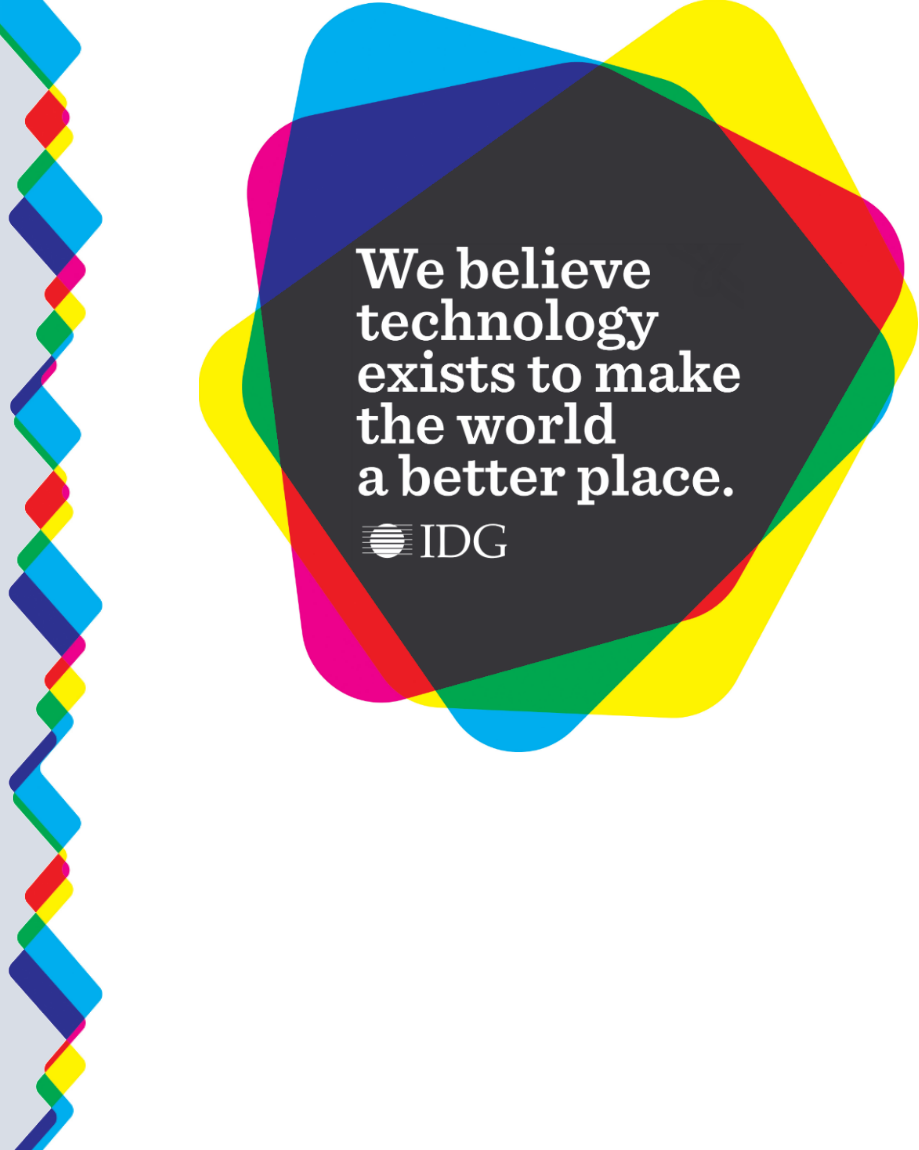 We believe
technology
exists to make
the world
a better place.
IDG